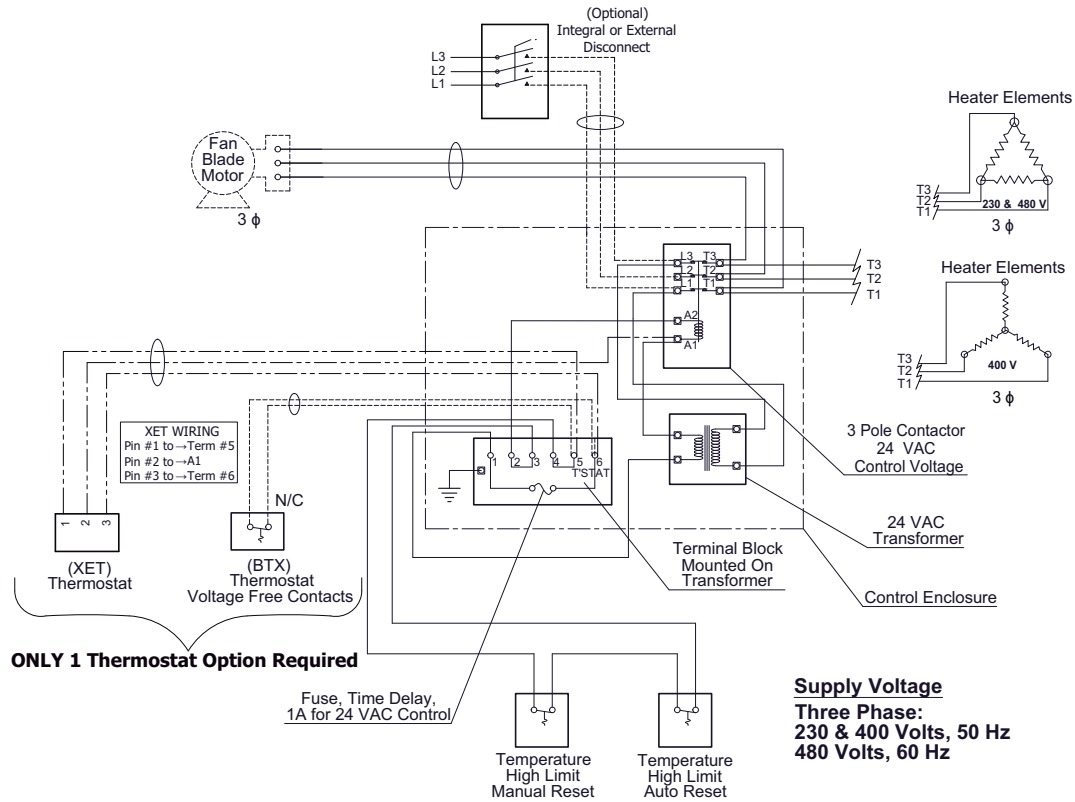 (Optional)
Integral or External
Disconnect
L3
L2
L1
Fan
Blade
Motor
3 ϕ
Heater Elements
T3
T2
T1
230 & 480 V
3 ϕ
L3 T3
L2 T2
L1 T1
A2
A1
T3
T2
T1
Heater Elements
T3
T2
T1
400 V
3 ϕ
XET WIRING
Pin #1 to→Term #5
Pin #2 to→A1
Pin #3 to→Term #6
1 2 3
(XET)
Thermostat
N/C
(BTX)
Thermostat
Voltage Free Contacts
1 2 3 4 5 6
T'STAT
3 Pole Contactor
24 VAC
Control Voltage
24 VAC
Transformer
Terminal Block
Mounted On
Transformer
Control Enclosure
ONLY 1 Thermostat Option Required
Fuse, Time Delay,
1A for 24 VAC Control
Temperature
High Limit
Manual Reset
Temperature
High Limit
Auto Reset
Supply Voltage
Three Phase:
230 & 400 Volts, 50 Hz
480 Volts, 60 Hz